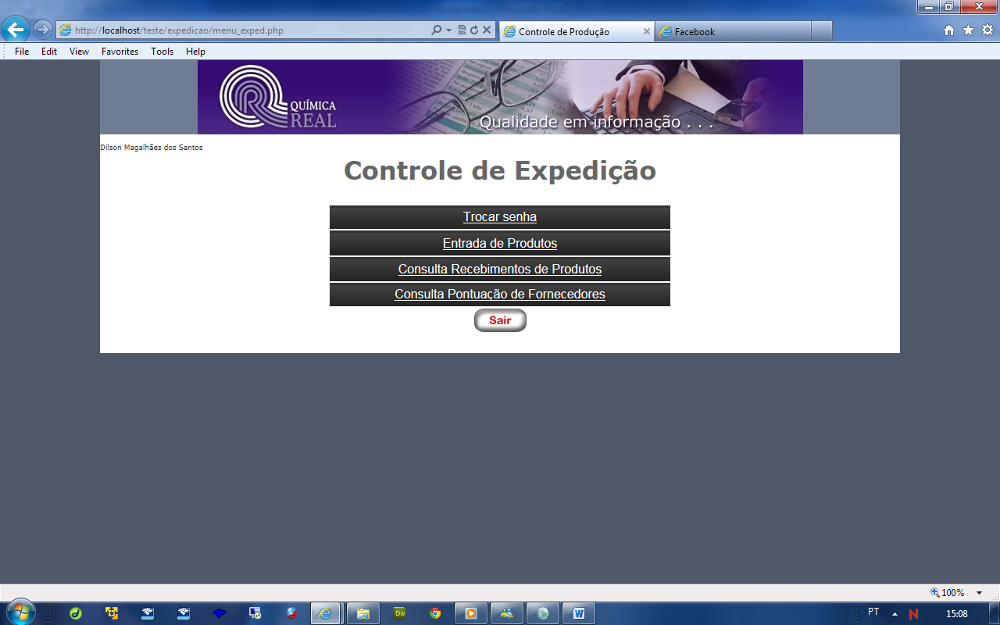 http://localhost/teste/expedicao/menu_exped.php
Controle de Produção
Facebook
File Edit View Favorites Tools Help
QUÍMICA
REAL
Qualidade em informação . . .
Dilson Magalhães dos Santos
Controle de Expedição
Trocar senha
Entrada de Produtos
Consulta Recebimentos de Produtos
Consulta Pontuação de Fornecedores
Sair
100%
Dw
W
PT
N
15:08